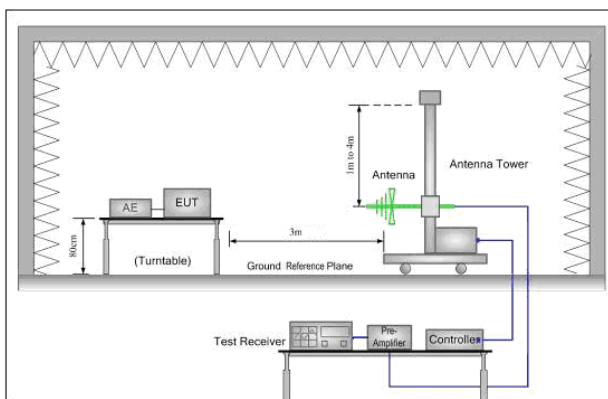 1m to 4m
Antenna
Antenna Tower
AE
EUT
80cm
(Turntable)
3m
Ground Reference Plane
Test Receiver
Pre-
Amplifier
Controller